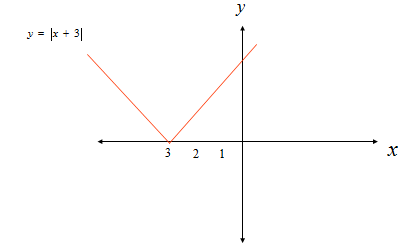 y
y = |x + 3|
3 2 1
x